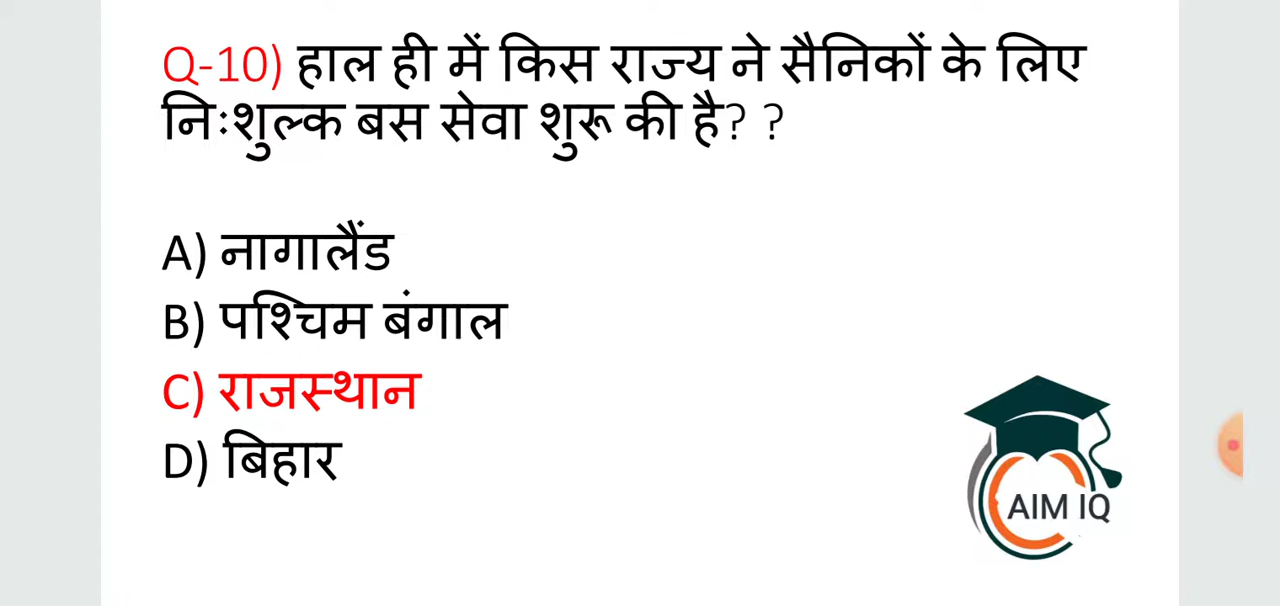 Q-10) हाल ही में किस राज्य ने सैनिकों के लिए
निःशुल्क बस सेवा शुरू की है? ?
A) नागालैंड
B) पश्चिम बंगाल
C) राजस्थान
D) बिहार
AIM IQ